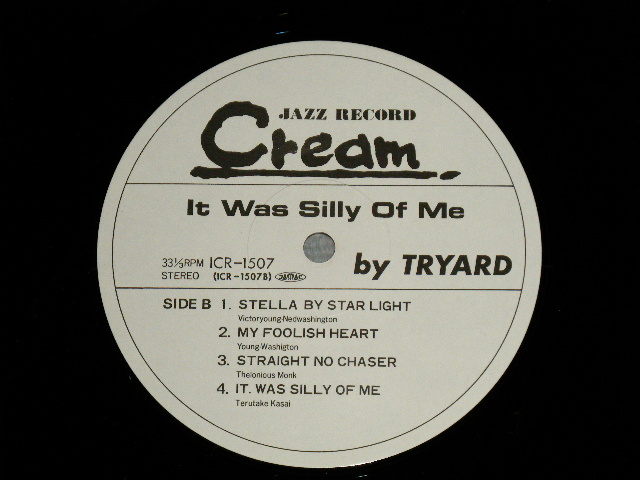 JAZZ RECORD
Cream.
It Was Silly Of Me
33⅓RPM ICR-1507
STEREO (ICR-1507B)
by TRYARD
SIDE B 1. STELLA BY STAR LIGHT
Victoryoung·Nedwashington
2. MY FOOLISH HEART
Young·Washigton
3. STRAIGHT NO CHASER
Thelonious Monk
4. IT. WAS SILLY OF ME
Terutake Kasai